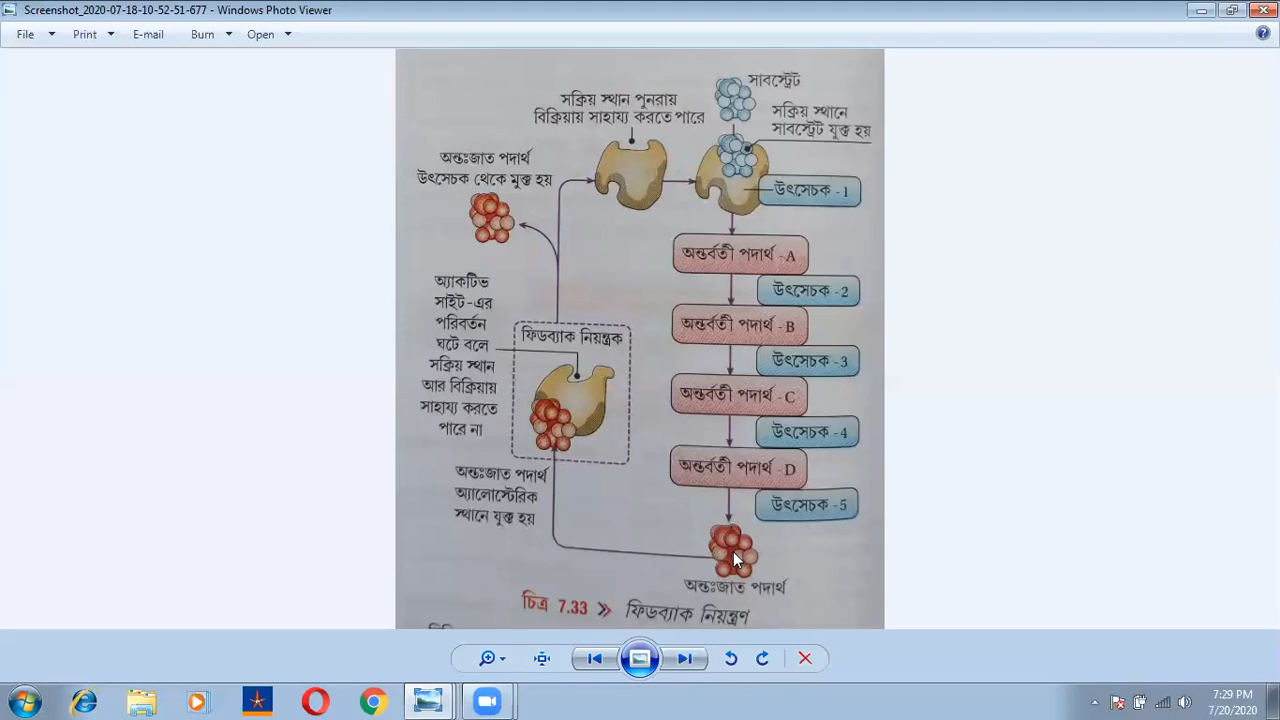 Screenshot_2020-07-18-10-52-51-677 - Windows Photo Viewer
File Print E-mail Burn Open
সাবস্ট্রেট
সক্রিয় স্থান পুনরায়
বিক্রিয়ায় সাহায্য করতে পারে
সক্রিয় স্থানে
সাবস্ট্রেট যুক্ত হয়
অন্তঃজাত পদার্থ
উৎসেচক থেকে মুক্ত হয়
উৎসেচক -1
অন্তর্বর্তী পদার্থ -A
উৎসেচক -2
অন্তর্বর্তী পদার্থ -B
উৎসেচক -3
অন্তর্বর্তী পদার্থ -C
উৎসেচক -4
অন্তর্বর্তী পদার্থ -D
উৎসেচক -5
অ্যাকটিভ
সাইট-এর
পরিবর্তন
ঘটে বলে
সক্রিয় স্থান
আর বিক্রিয়ায়
সাহায্য করতে
পারে না
ফিডব্যাক নিয়ন্ত্রক
অন্তঃজাত পদার্থ
অ্যালোস্টেরিক
স্থানে যুক্ত হয়
অন্তঃজাত পদার্থ
চিত্র 7.33 » ফিডব্যাক নিয়ন্ত্রণ
7:29 PM
7/20/2020